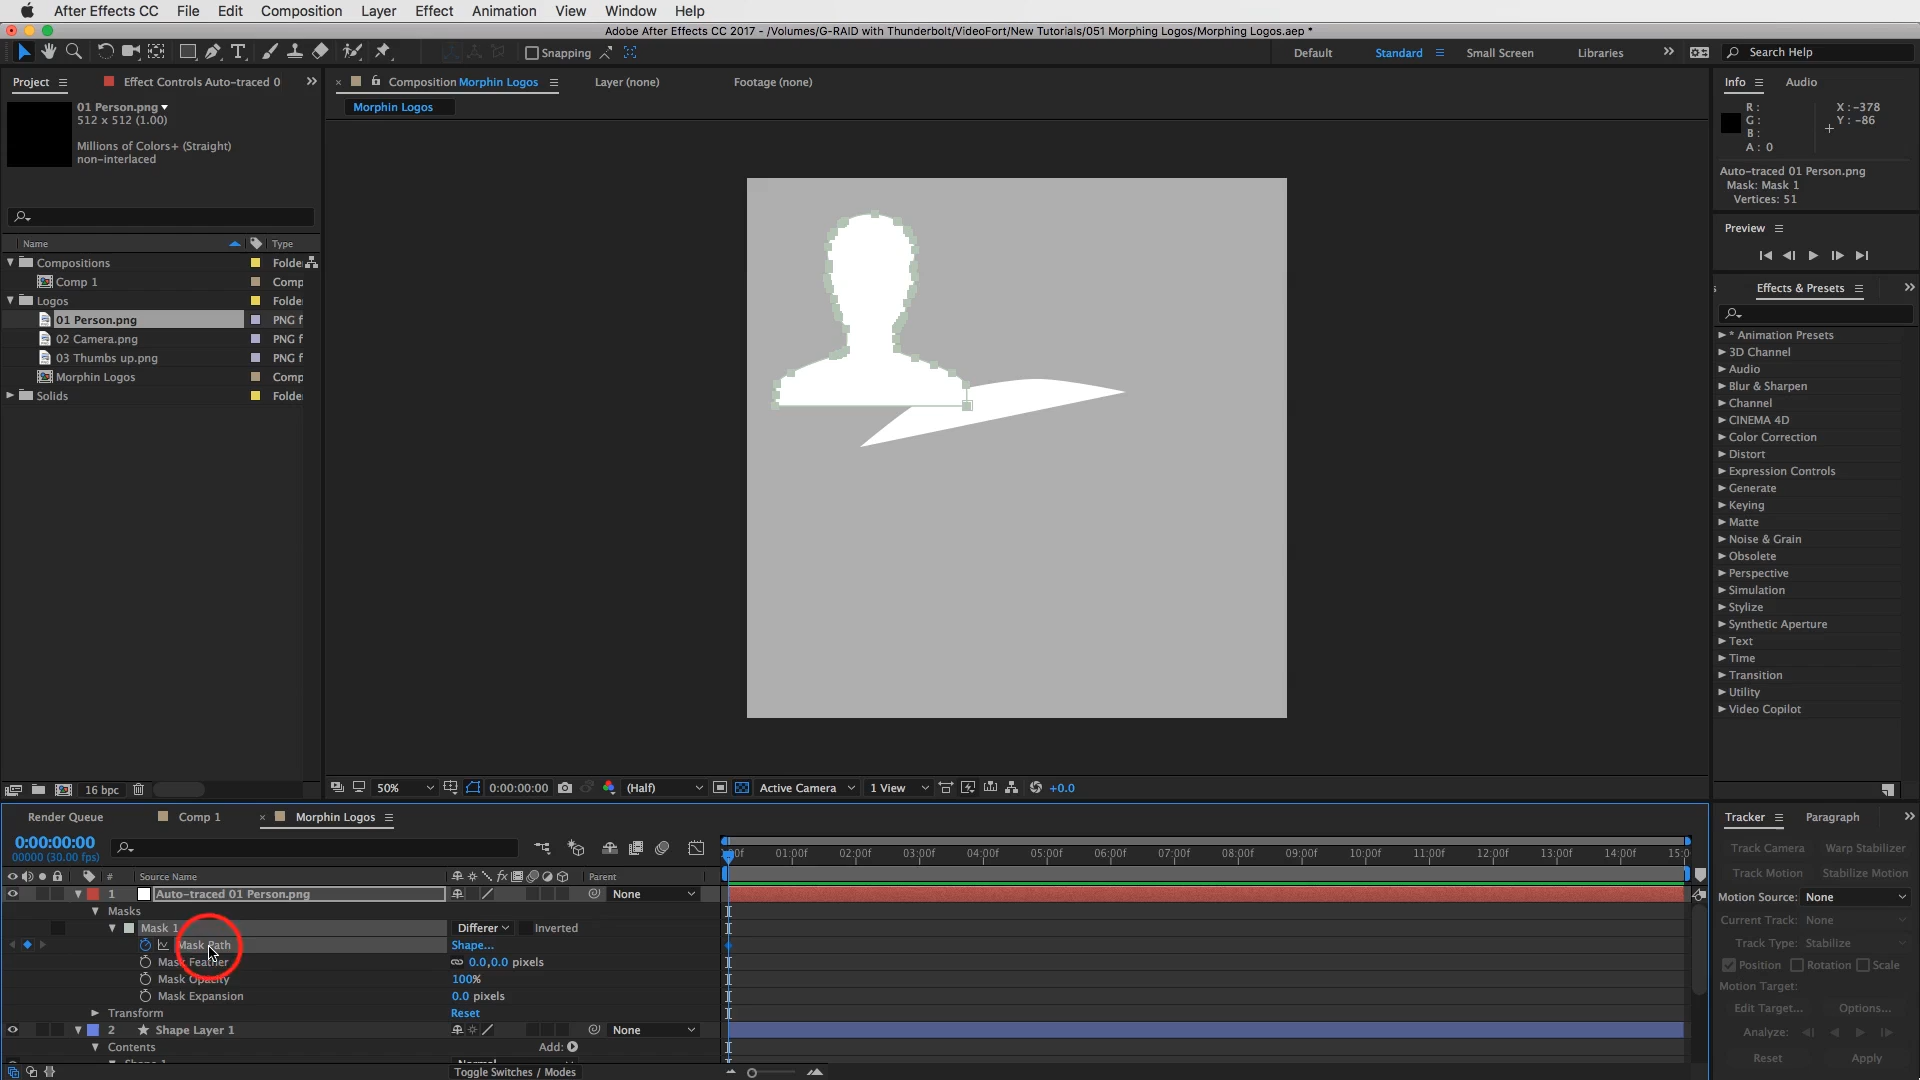 After Effects CC File Edit Composition Layer Effect Animation View Window Help
Adobe After Effects CC 2017 - /Volumes/G-RAID with Thunderbolt/VideoFort/New Tutorials/051 Morphing Logos/Morphing Logos.aep *
Snapping Default Standard Small Screen Libraries Search Help
Project Effect Controls Auto-traced 0 Composition Morphin Logos Layer (none) Footage (none) Info Audio
Morphin Logos
01 Person.png
512 x 512 (1.00)
Millions of Colors+ (Straight)
non-interlaced
R :
G :
B :
A : 0
X : -378
Y : -86
Auto-traced 01 Person.png
Mask: Mask 1
Vertices: 51
Preview
Name Type
Compositions Folde
Comp 1 Comp
Logos Folde
01 Person.png PNG f
02 Camera.png PNG f
03 Thumbs up.png PNG f
Morphin Logos Comp
Solids Folde
Effects & Presets
* Animation Presets
3D Channel
Audio
Blur & Sharpen
Channel
CINEMA 4D
Color Correction
Distort
Expression Controls
Generate
Keying
Matte
Noise & Grain
Obsolete
Perspective
Simulation
Stylize
Synthetic Aperture
Text
Time
Transition
Utility
Video Copilot
16 bpc
50% 0:00:00:00 (Half) Active Camera 1 View +0.0
Render Queue Comp 1 Morphin Logos
0:00:00:00
00000 (30.00 fps)
01:00f 02:00f 03:00f 04:00f 05:00f 06:00f 07:00f 08:00f 09:00f 10:00f 11:00f 12:00f 13:00f 14:00f 15:0
# Source Name fx Parent
1 Auto-traced 01 Person.png None
Masks
Mask 1 Differer Inverted
Mask Path Shape...
Mask Feather 0.0,0.0 pixels
Mask Opacity 100%
Mask Expansion 0.0 pixels
Transform Reset
2 Shape Layer 1 None
Contents Add:
Toggle Switches / Modes
Tracker Paragraph
Track Camera Warp Stabilizer
Track Motion Stabilize Motion
Motion Source: None
Current Track: None
Track Type: Stabilize
Position Rotation Scale
Motion Target:
Edit Target... Options...
Analyze:
Reset Apply